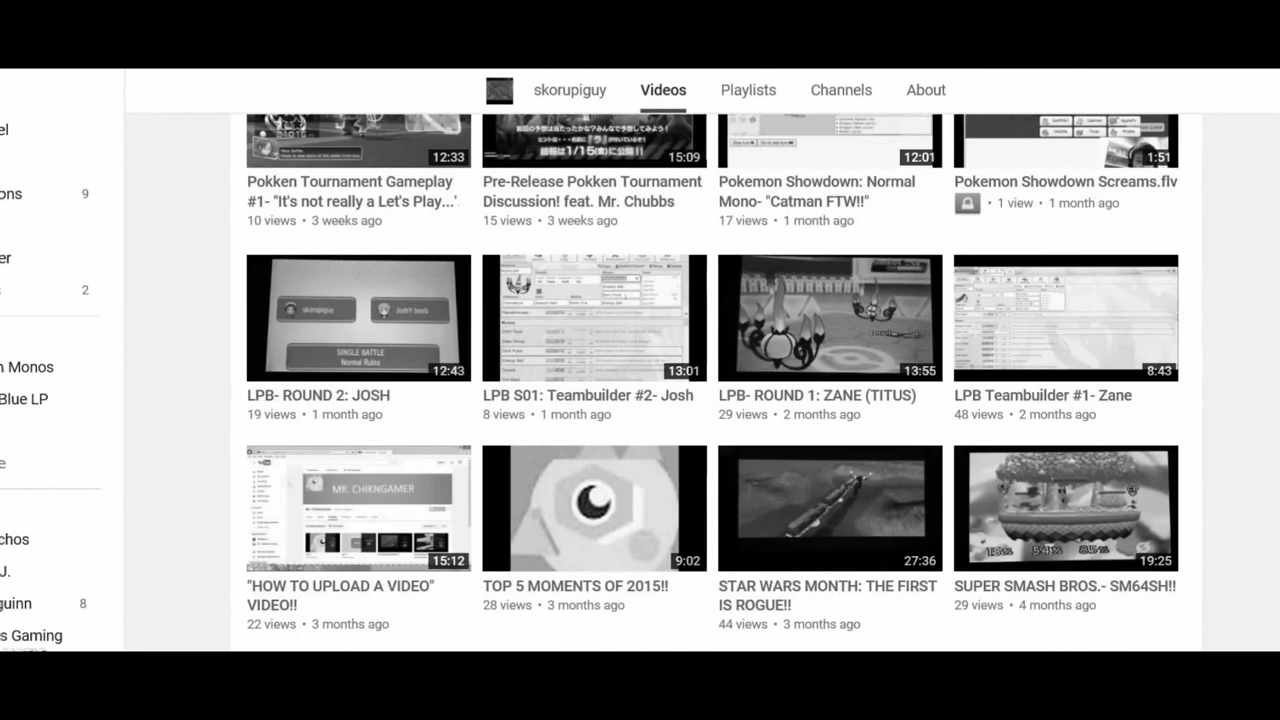 skorupiguy Videos Playlists Channels About
el
ons 9
er
s 2
n Monos
Blue LP
e
chos
J.
guinn 8
s Gaming
12:33
15:09
12:01
1:51
Pokken Tournament Gameplay
#1- "It's not really a Let's Play...'
10 views • 3 weeks ago
Pre-Release Pokken Tournament
Discussion! feat. Mr. Chubbs
15 views • 3 weeks ago
Pokemon Showdown: Normal
Mono- "Catman FTW!!"
17 views • 1 month ago
Pokemon Showdown Screams.flv
• 1 view • 1 month ago
skorupiguy
JoshY boob
SINGLE BATTLE
Normal Rules
12:43
13:01
13:55
8:43
LPB- ROUND 2: JOSH
19 views • 1 month ago
LPB S01: Teambuilder #2- Josh
8 views • 1 month ago
LPB- ROUND 1: ZANE (TITUS)
29 views • 2 months ago
LPB Teambuilder #1- Zane
48 views • 2 months ago
MR. CHIKNGAMER
15:12
9:02
27:36
19:25
"HOW TO UPLOAD A VIDEO"
VIDEO!!
22 views • 3 months ago
TOP 5 MOMENTS OF 2015!!
28 views • 3 months ago
STAR WARS MONTH: THE FIRST
IS ROGUE!!
44 views • 3 months ago
SUPER SMASH BROS.- SM64SH!!
29 views • 4 months ago